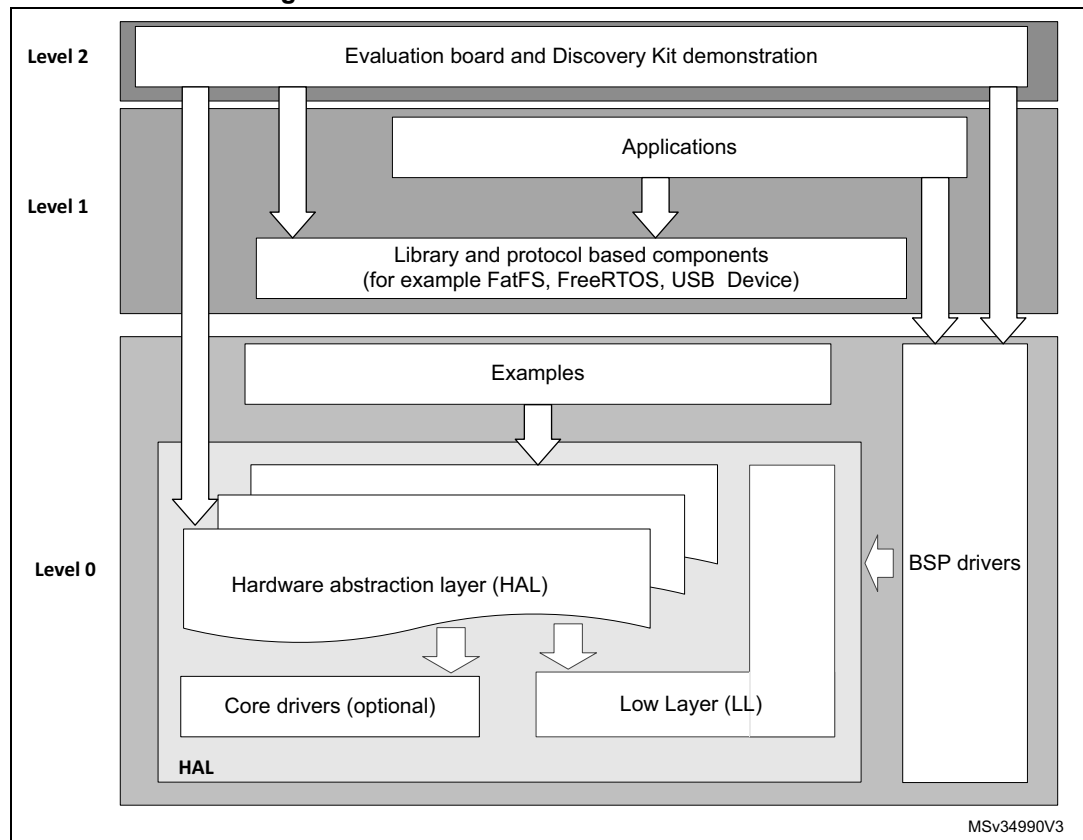 Level 2
Evaluation board and Discovery Kit demonstration
Applications
Level 1
Library and protocol based components
(for example FatFS, FreeRTOS, USB  Device)
Examples
Level 0
Hardware abstraction layer (HAL)
BSP drivers
Core drivers (optional)
Low Layer (LL)
HAL
MSv34990V3